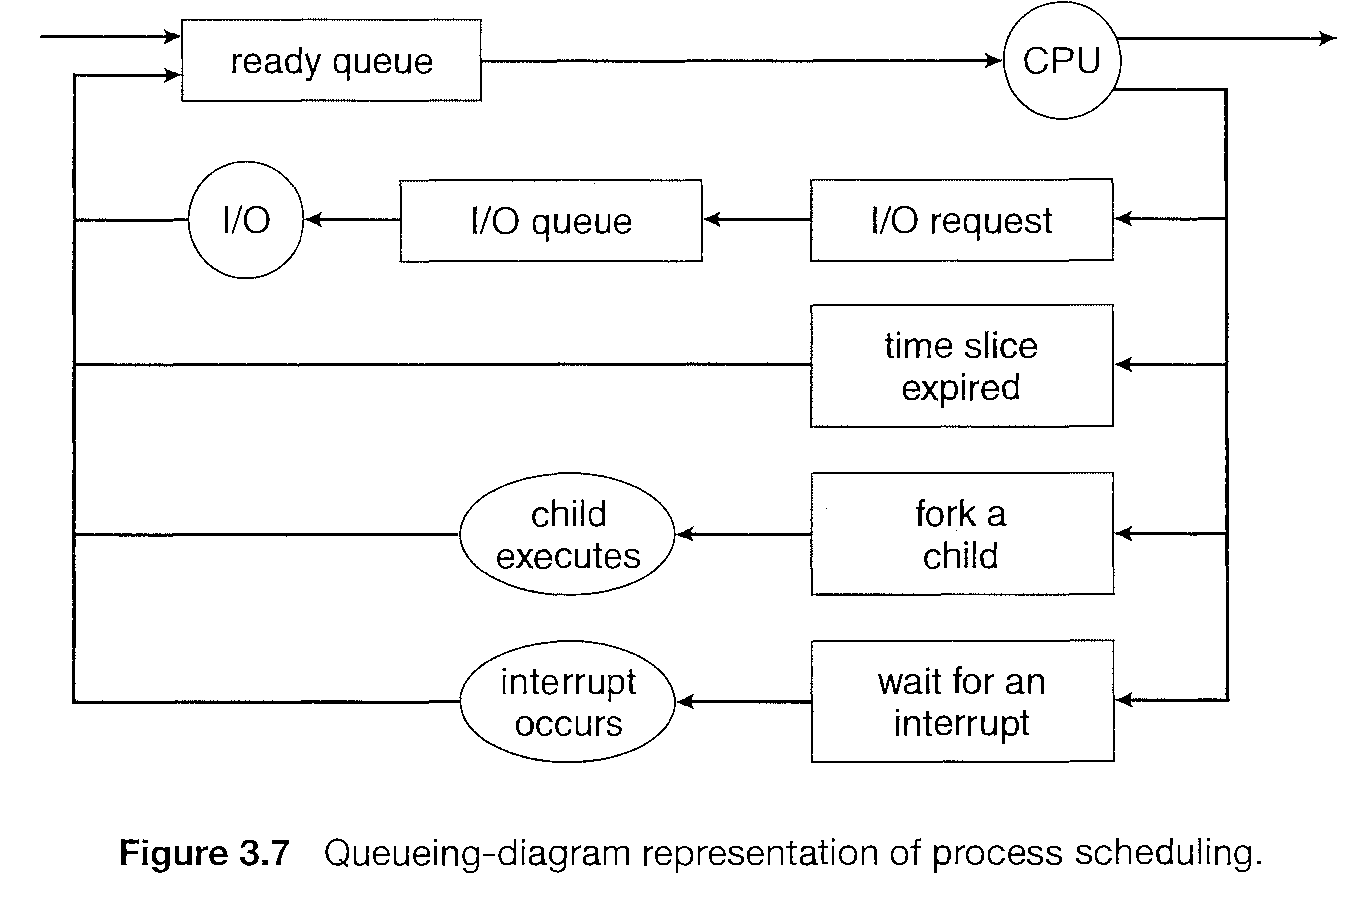 ready queue
CPU
I/O
I/O queue
I/O request
time slice
expired
child
executes
fork a
child
interrupt
occurs
wait for an
interrupt
Figure 3.7 Queueing-diagram representation of process scheduling.